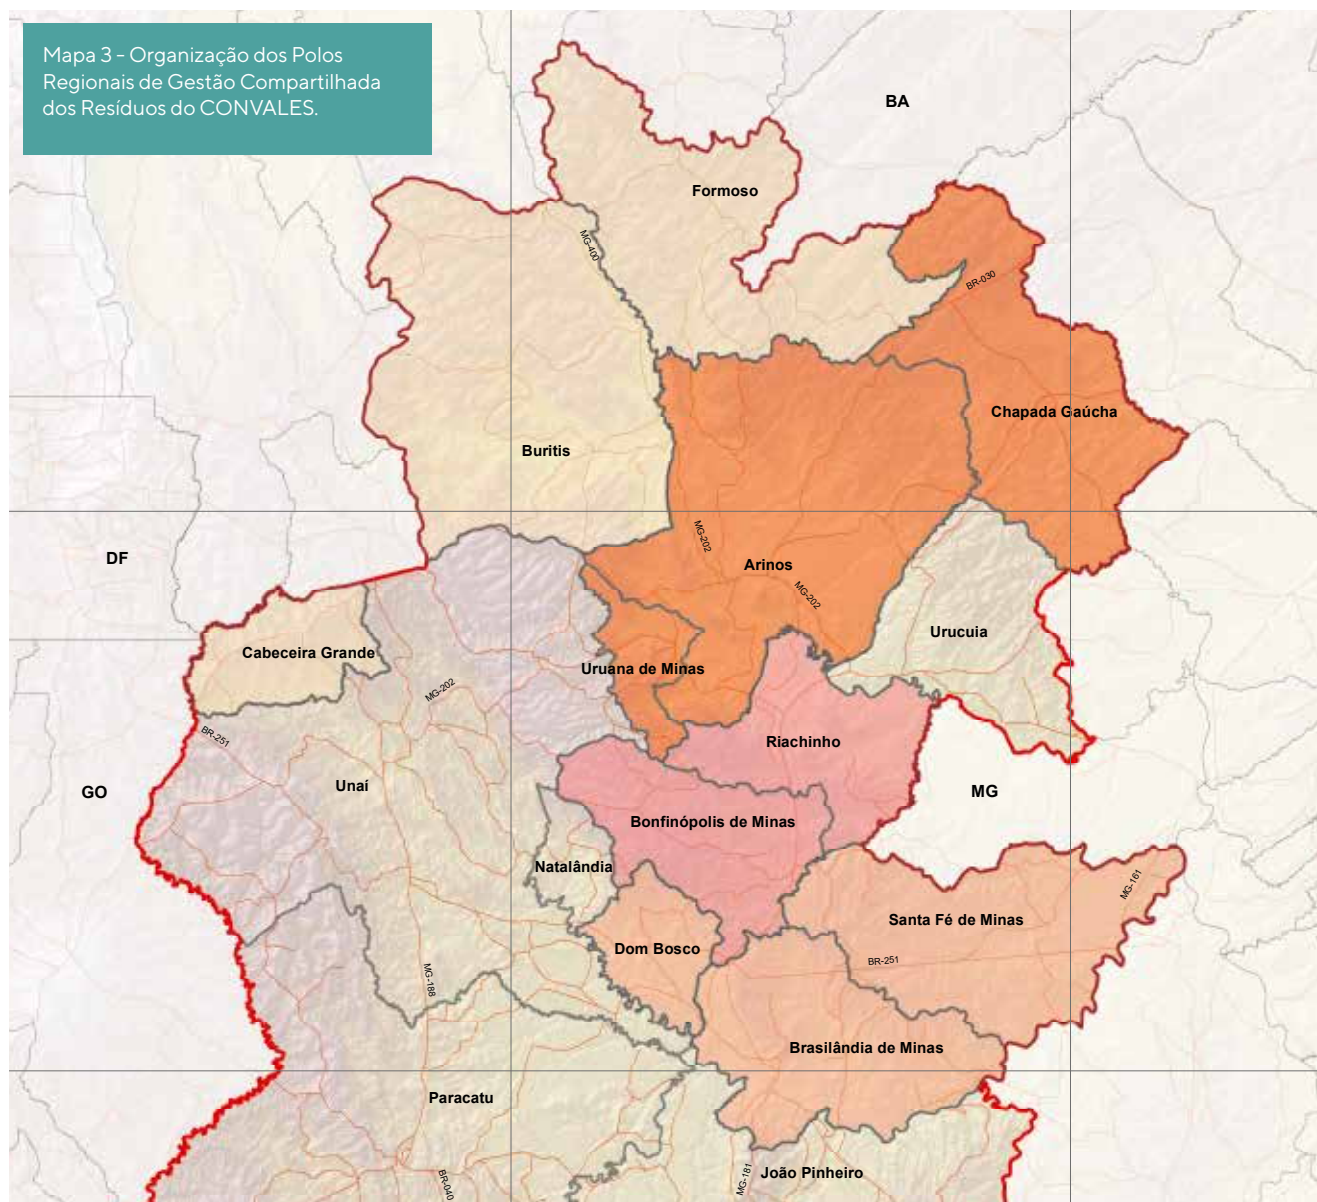 Mapa 3 - Organização dos Polos
Regionais de Gestão Compartilhada
dos Resíduos do CONVALES.
BA
Formoso
MG-400
BR-030
Chapada Gaúcha
Buritis
MG-202
DF
Arinos
MG-202
Urucuia
Cabeceira Grande
Uruana de Minas
MG-202
BR-251
Riachinho
Unaí
GO
MG
Bonfinópolis de Minas
Natalândia
MG-161
Santa Fé de Minas
Dom Bosco
BR-251
MG-188
Brasilândia de Minas
Paracatu
João Pinheiro
MG-181
BR-040